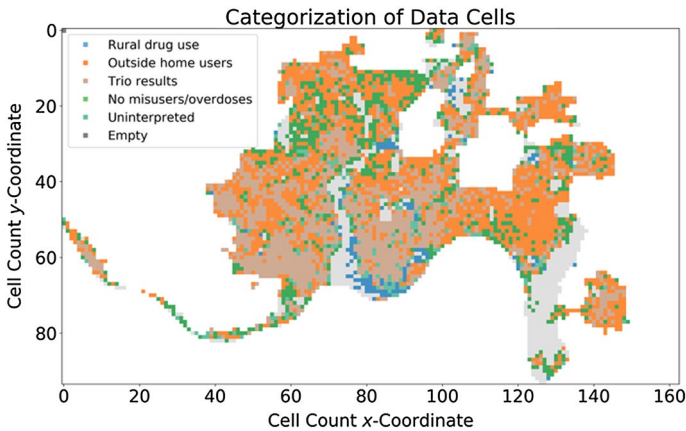 Categorization of Data Cells
Rural drug use
Outside home users
Trio results
No misusers/overdoses
Uninterpreted
Empty
Cell Count y-Coordinate
0
20
40
60
80
0 20 40 60 80 100 120 140 160
Cell Count x-Coordinate